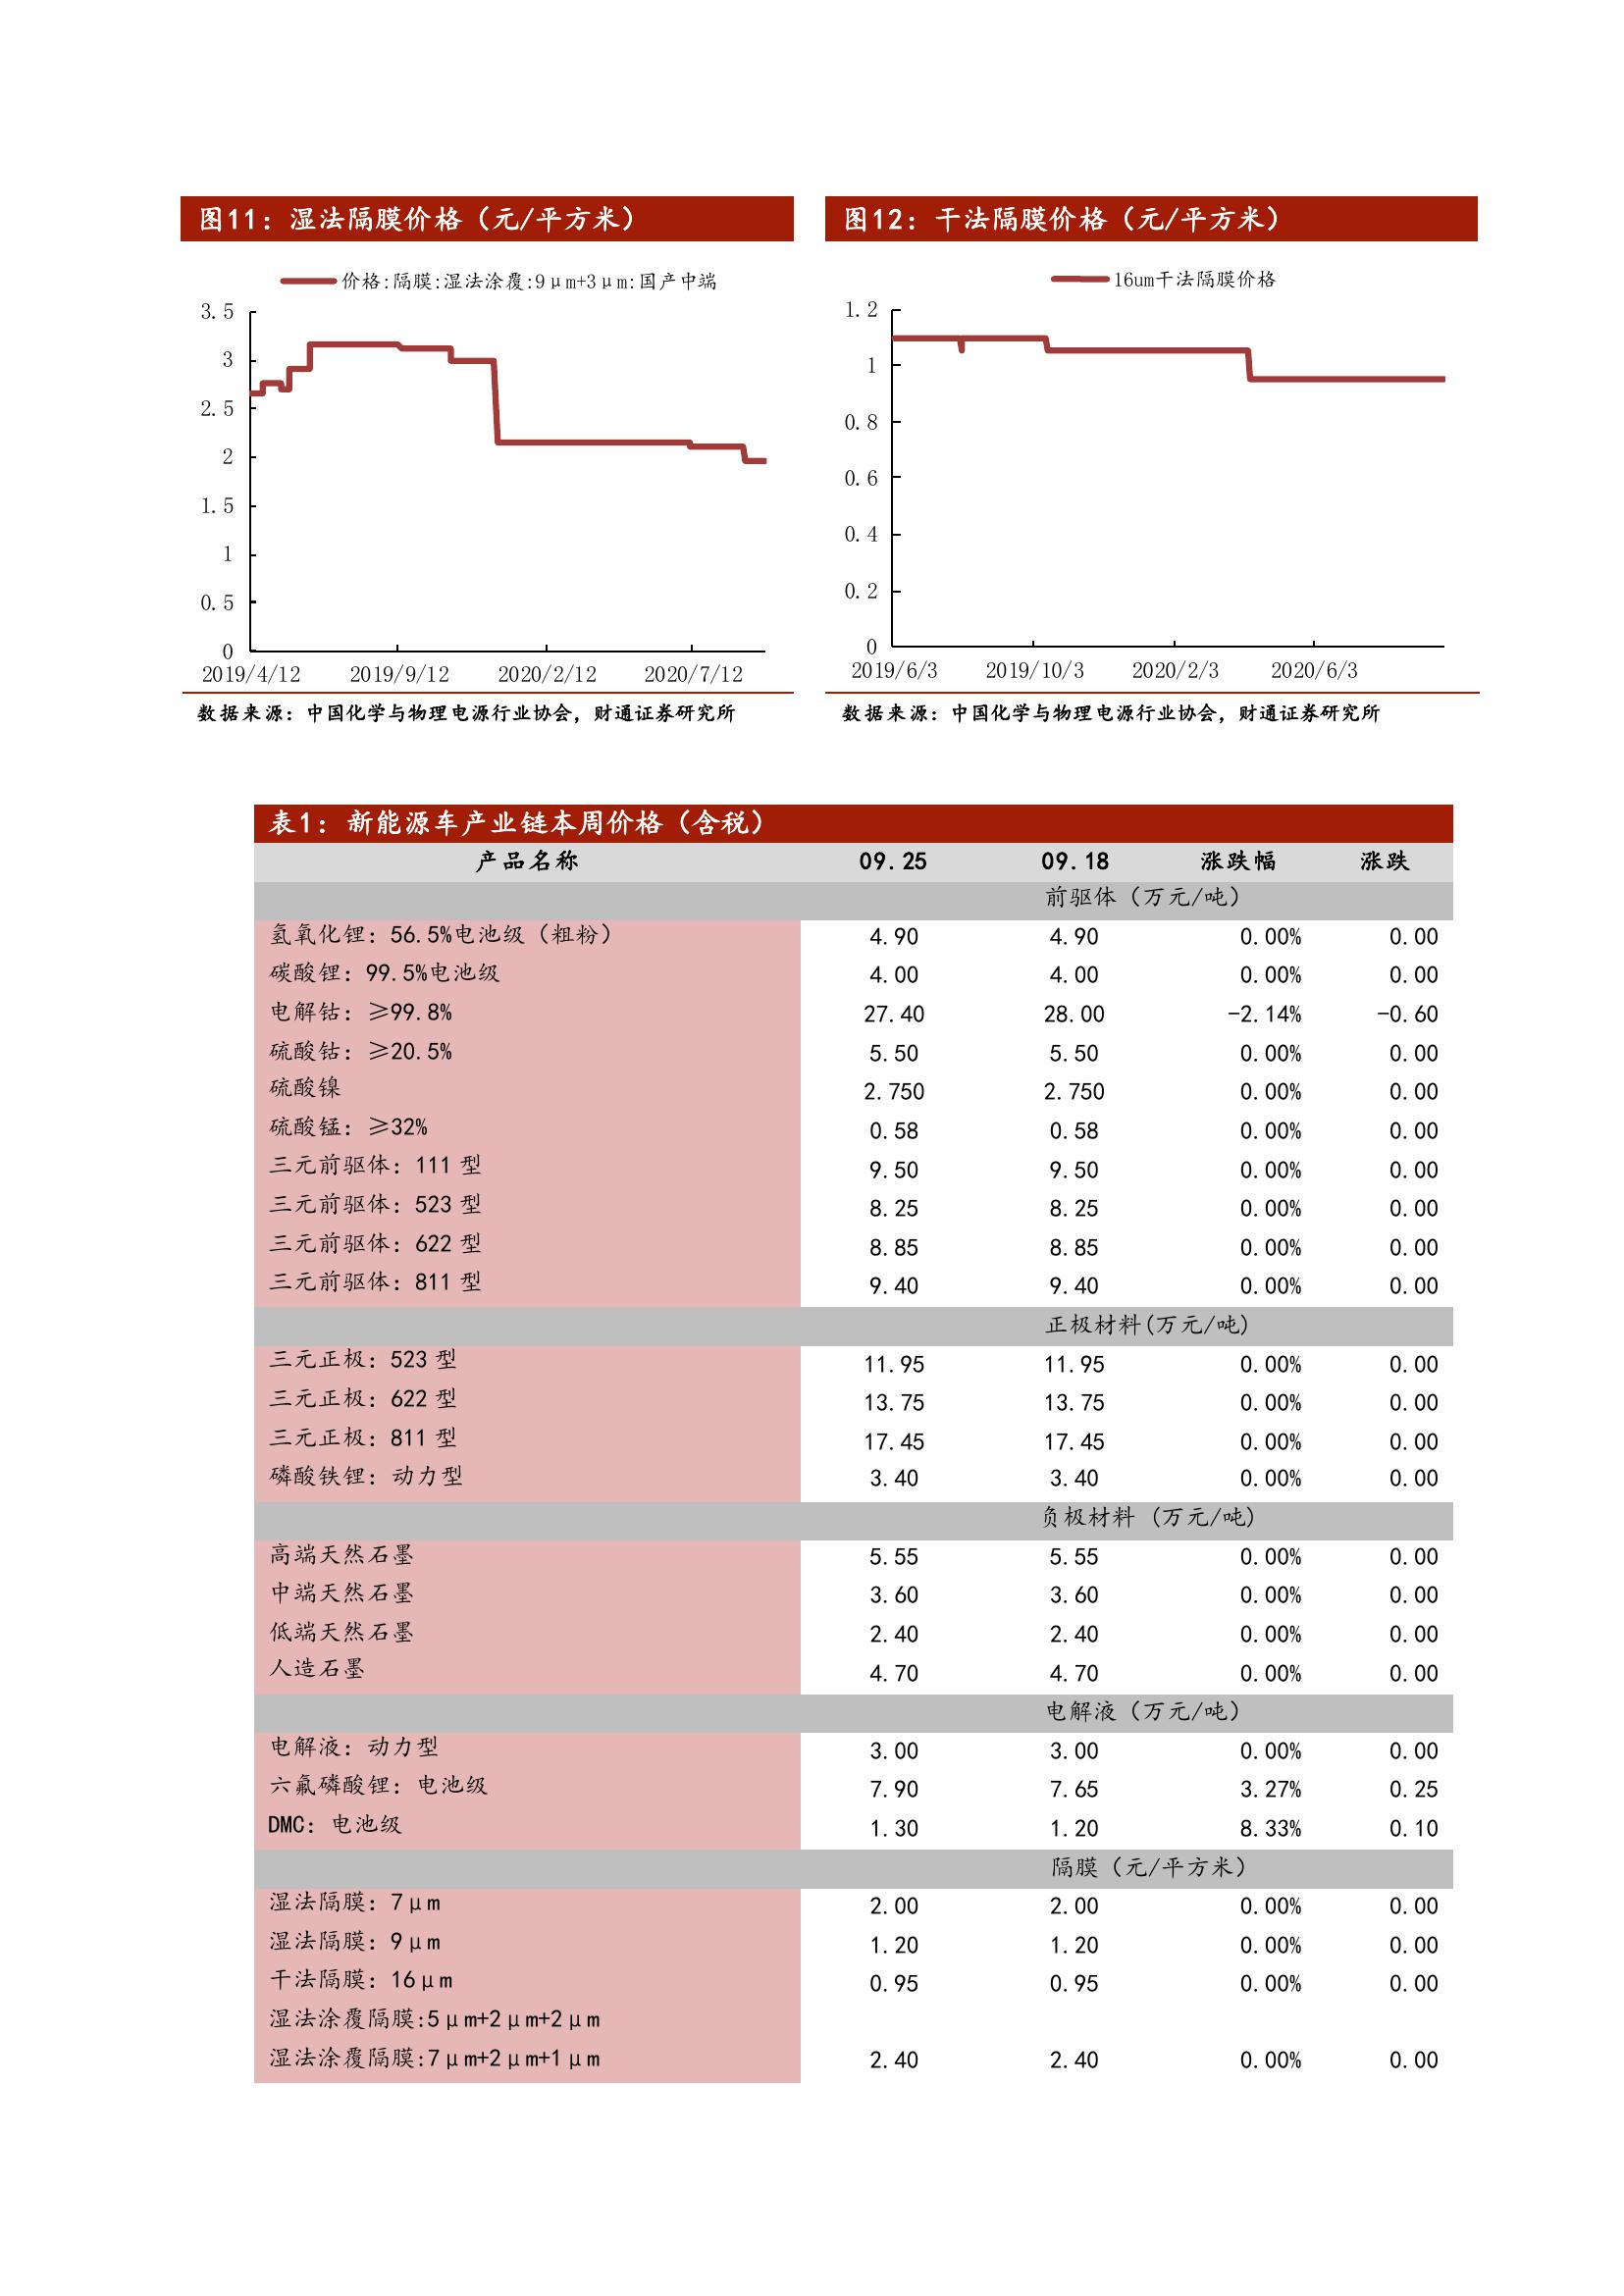 图11：湿法隔膜价格（元/平方米）
价格:隔膜:湿法涂覆:9μm+3μm:国产中端
3.5
3
2.5
2
1.5
1
0.5
0
2019/4/12 2019/9/12 2020/2/12 2020/7/12
数据来源：中国化学与物理电源行业协会，财通证券研究所
图12：干法隔膜价格（元/平方米）
16um干法隔膜价格
1.2
1
0.8
0.6
0.4
0.2
0
2019/6/3 2019/10/3 2020/2/3 2020/6/3
数据来源：中国化学与物理电源行业协会，财通证券研究所
表1：新能源车产业链本周价格（含税）
产品名称 09.25 09.18 涨跌幅 涨跌
前驱体（万元/吨）
氢氧化锂：56.5%电池级（粗粉） 4.90 4.90 0.00% 0.00
碳酸锂：99.5%电池级 4.00 4.00 0.00% 0.00
电解钴：≥99.8% 27.40 28.00 -2.14% -0.60
硫酸钴：≥20.5% 5.50 5.50 0.00% 0.00
硫酸镍 2.750 2.750 0.00% 0.00
硫酸锰：≥32% 0.58 0.58 0.00% 0.00
三元前驱体：111 型 9.50 9.50 0.00% 0.00
三元前驱体：523 型 8.25 8.25 0.00% 0.00
三元前驱体：622 型 8.85 8.85 0.00% 0.00
三元前驱体：811 型 9.40 9.40 0.00% 0.00
正极材料(万元/吨)
三元正极：523 型 11.95 11.95 0.00% 0.00
三元正极：622 型 13.75 13.75 0.00% 0.00
三元正极：811 型 17.45 17.45 0.00% 0.00
磷酸铁锂：动力型 3.40 3.40 0.00% 0.00
负极材料 (万元/吨)
高端天然石墨 5.55 5.55 0.00% 0.00
中端天然石墨 3.60 3.60 0.00% 0.00
低端天然石墨 2.40 2.40 0.00% 0.00
人造石墨 4.70 4.70 0.00% 0.00
电解液（万元/吨）
电解液：动力型 3.00 3.00 0.00% 0.00
六氟磷酸锂：电池级 7.90 7.65 3.27% 0.25
DMC：电池级 1.30 1.20 8.33% 0.10
隔膜（元/平方米）
湿法隔膜：7μm 2.00 2.00 0.00% 0.00
湿法隔膜：9μm 1.20 1.20 0.00% 0.00
干法隔膜：16μm 0.95 0.95 0.00% 0.00
湿法涂覆隔膜:5μm+2μm+2μm
湿法涂覆隔膜:7μm+2μm+1μm 2.40 2.40 0.00% 0.00